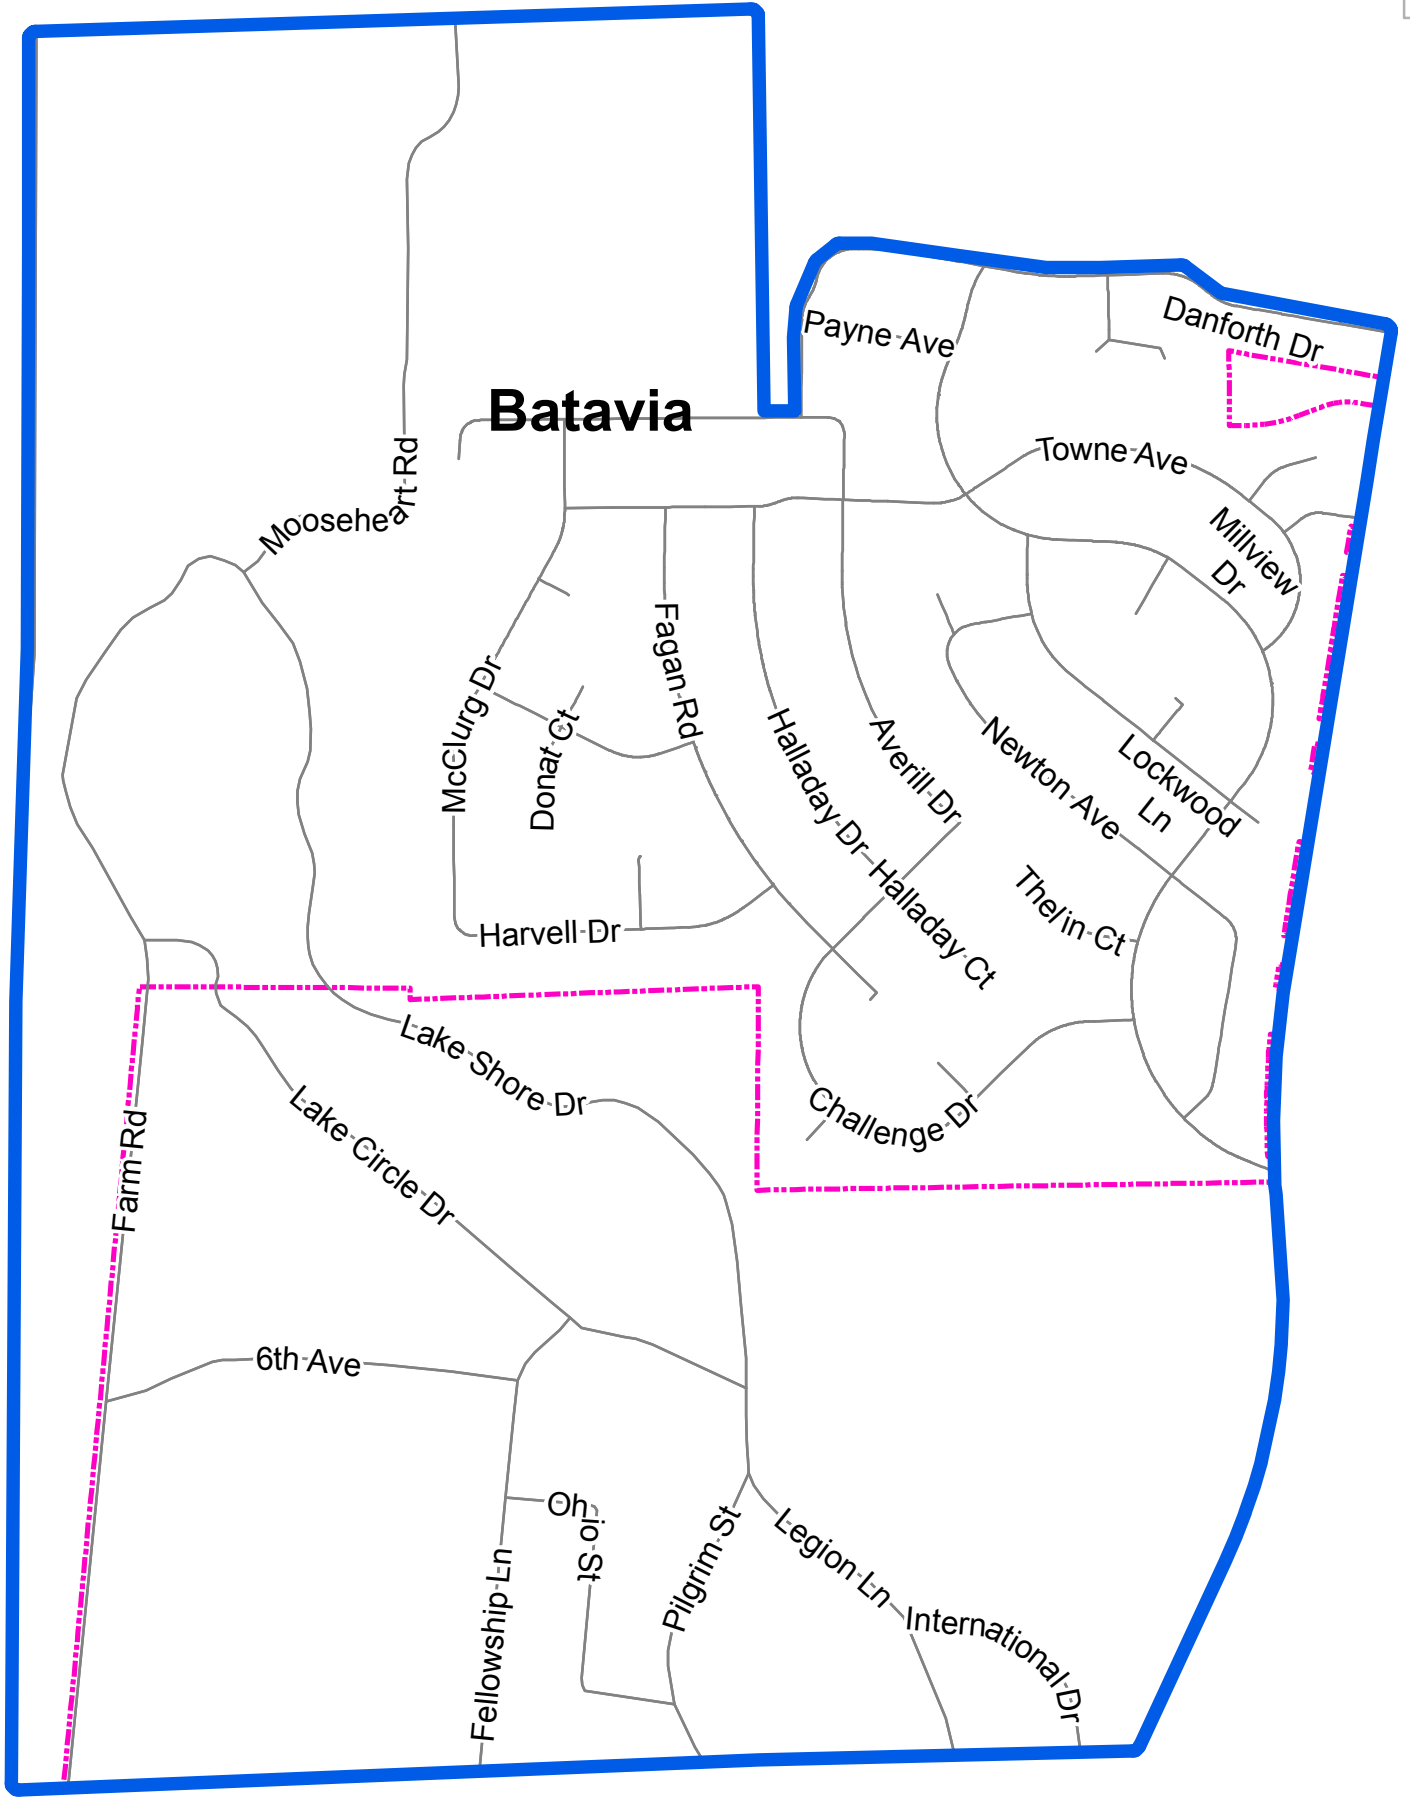 Danforth Dr
Payne Ave
Batavia
Towne Ave
Mooseheart Rd
Millview
Dr
Fagan Rd
McClurg Dr
Donat Ct
Halladay Dr
Averill Dr
Newton Ave
Lockwood
Ln
Halladay Ct
Thelin Ct
Harvell Dr
Lake Shore Dr
Challenge Dr
Lake Circle Dr
Farm Rd
6th Ave
Ohio St
Pilgrim St
Legion Ln
Fellowship Ln
International Dr